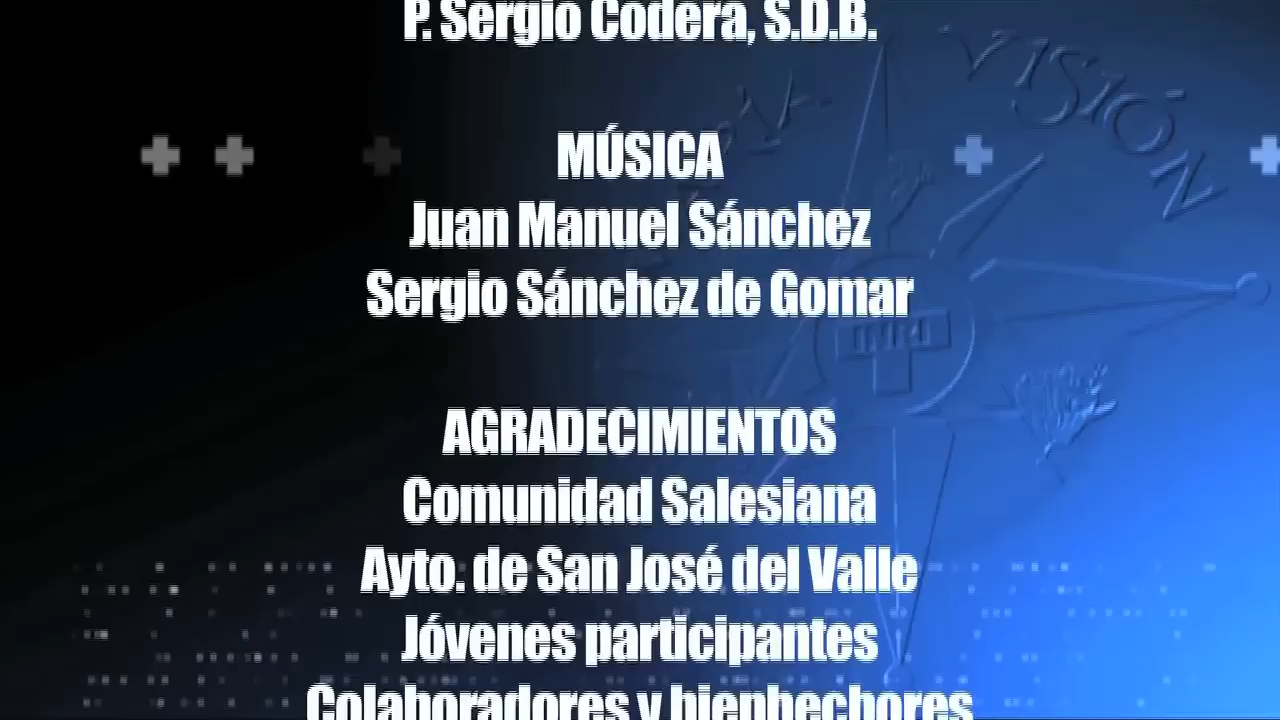 P. Sergio Codera, S.D.B.
VISIÓN
MÚSICA
Juan Manuel Sánchez
Sergio Sánchez de Gomar
AGRADECIMIENTOS
Comunidad Salesiana
Ayto. de San José del Valle
Jóvenes participantes
Colaboradores y bienhechores